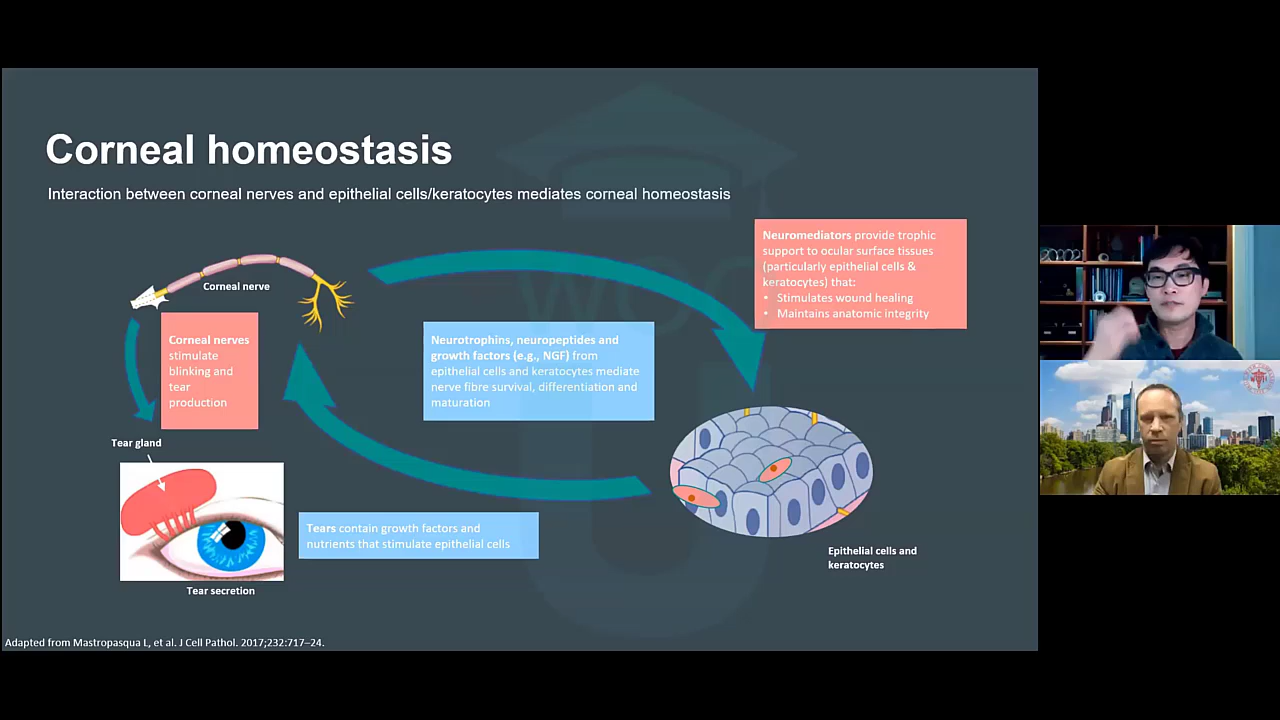 Corneal homeostasis
Interaction between corneal nerves and epithelial cells/keratocytes mediates corneal homeostasis
Neuromediators provide trophic
support to ocular surface tissues
(particularly epithelial cells &
keratocytes) that:
• Stimulates wound healing
• Maintains anatomic integrity
Corneal nerve
Corneal nerves
stimulate
blinking and
tear
production
Neurotrophins, neuropeptides and
growth factors (e.g., NGF) from
epithelial cells and keratocytes mediate
nerve fibre survival, differentiation and
maturation
Tear gland
Tears contain growth factors and
nutrients that stimulate epithelial cells
Epithelial cells and
keratocytes
Tear secretion
Adapted from Mastropasqua L, et al. J Cell Pathol. 2017;232:717–24.